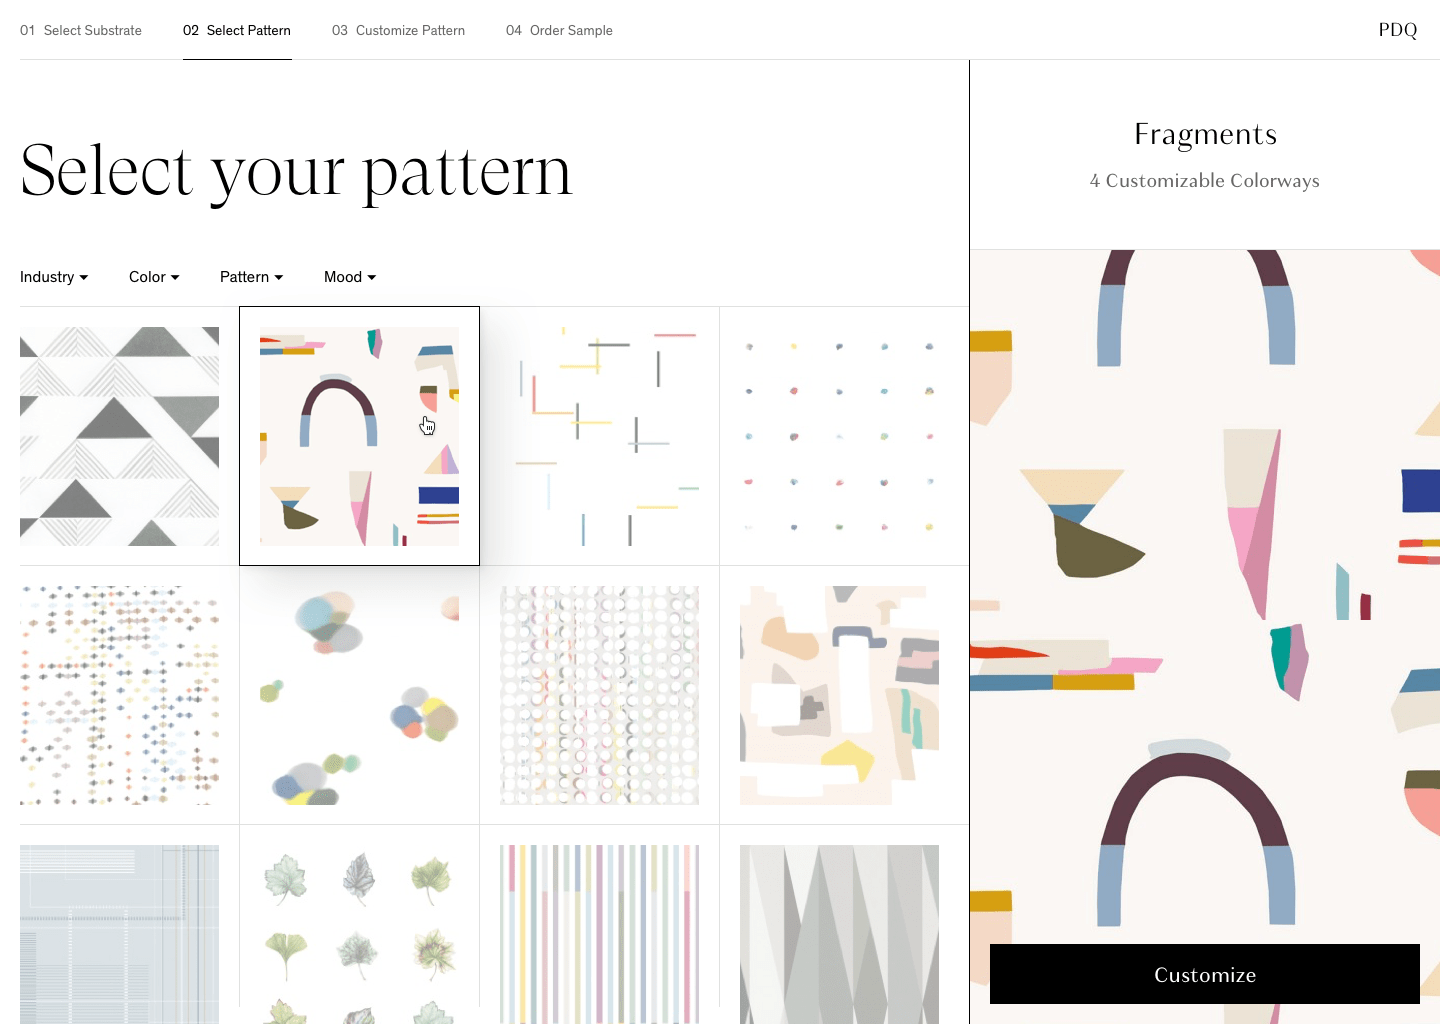 01 Select Substrate
02 Select Pattern
03 Customize Pattern
04 Order Sample
PDQ
Select your pattern
Industry
Color
Pattern
Mood
Fragments
4 Customizable Colorways
Customize